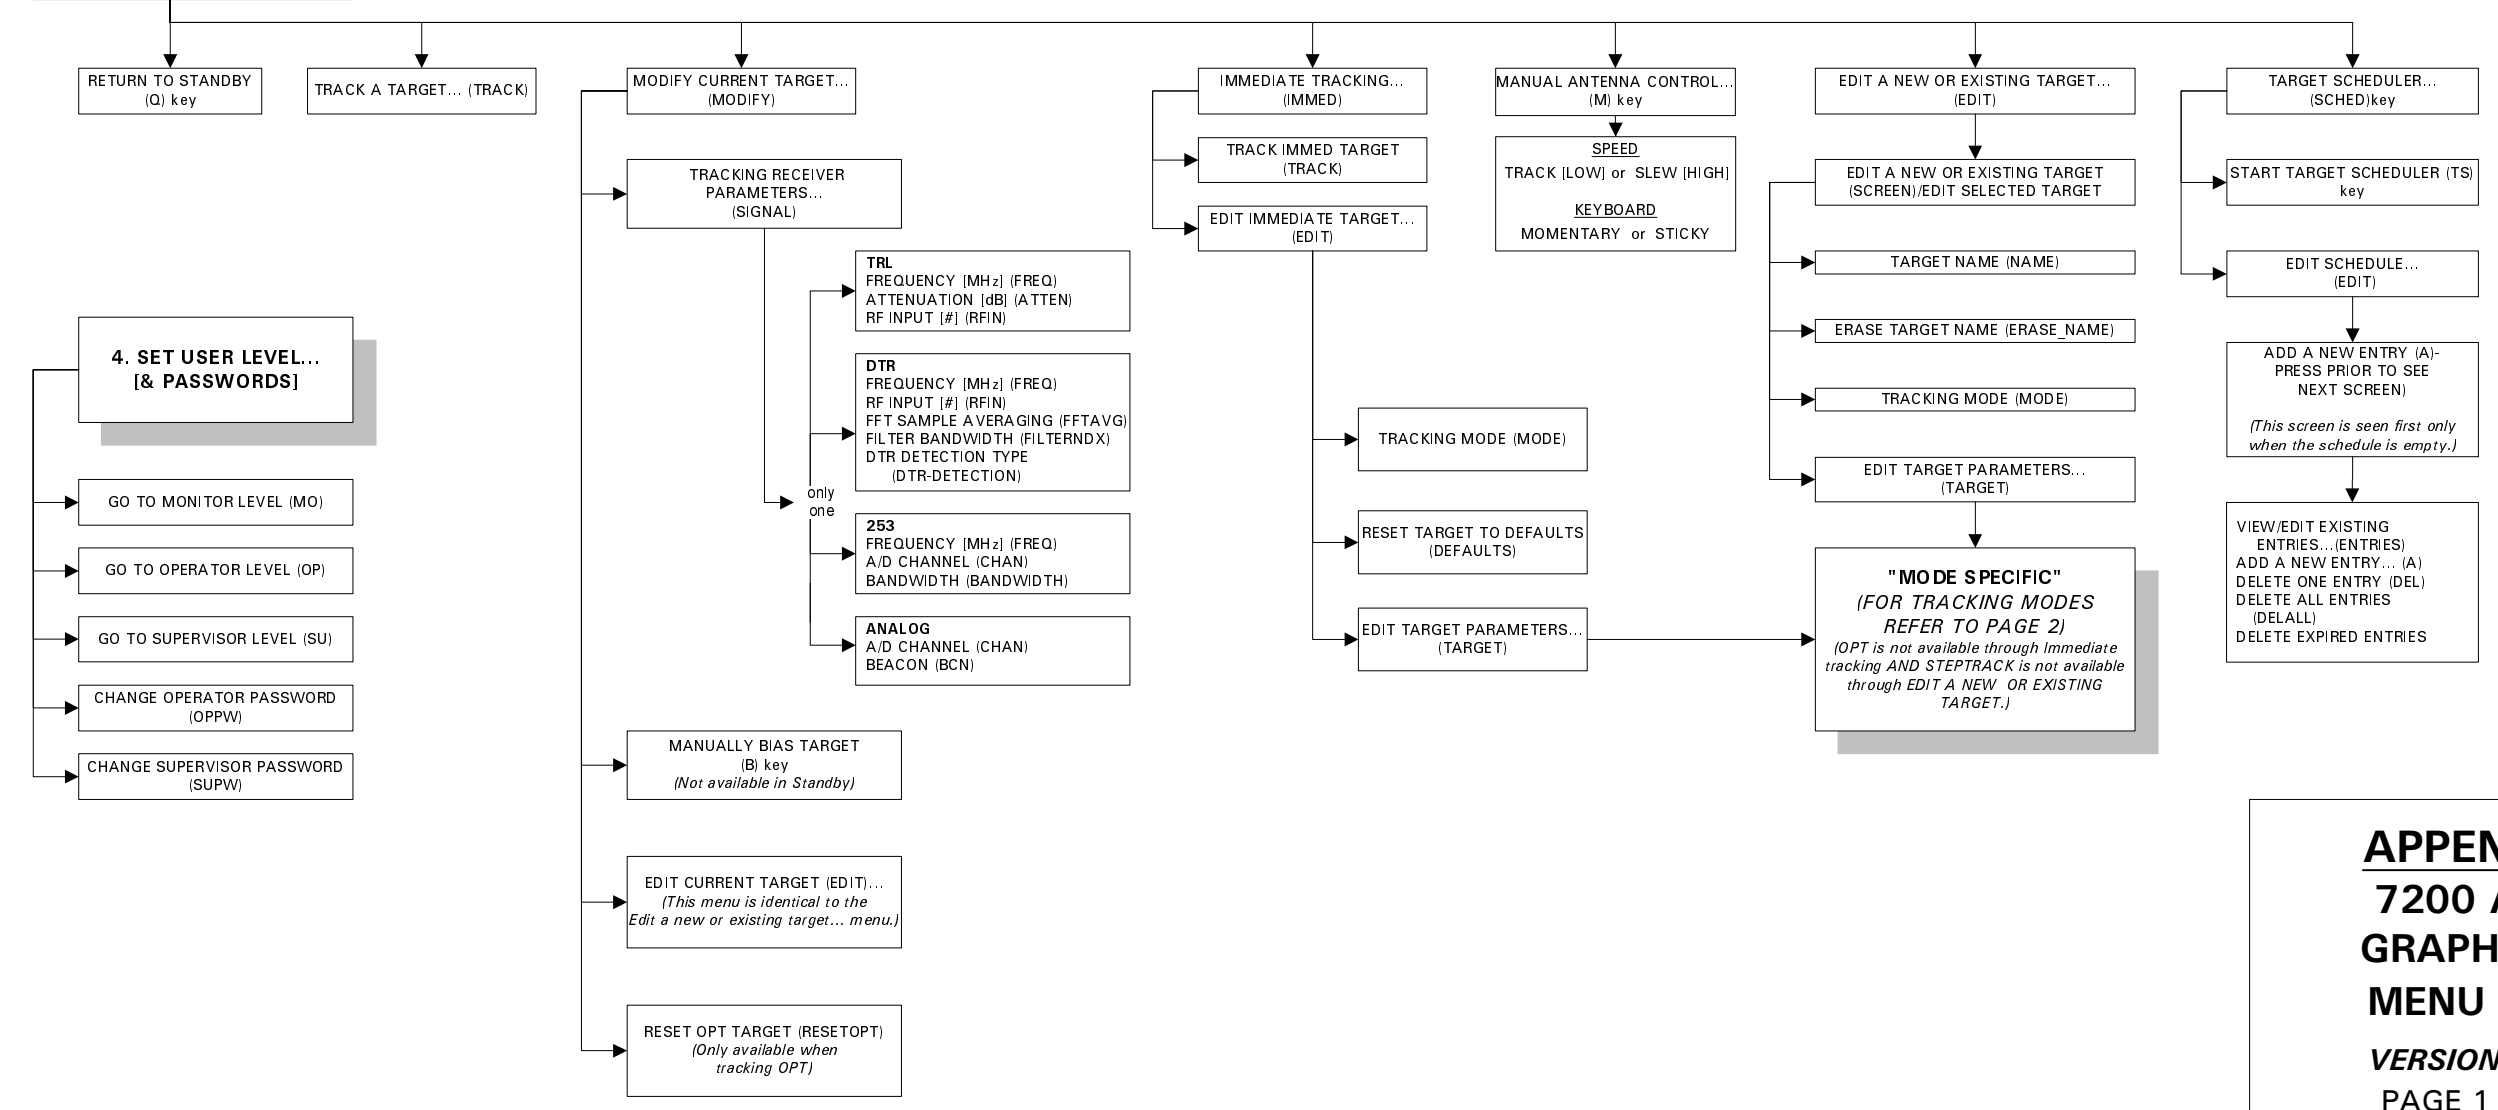 RETURN TO STANDBY
(Q) key
TRACK A TARGET... (TRACK)
MODIFY CURRENT TARGET...
(MODIFY)
IMMEDIATE TRACKING...
(IMMED)
MANUAL ANTENNA CONTROL...
(M) key
EDIT A NEW OR EXISTING TARGET...
(EDIT)
TARGET SCHEDULER...
(SCHED)key
4. SET USER LEVEL...
[& PASSWORDS]
GO TO MONITOR LEVEL (MO)
GO TO OPERATOR LEVEL (OP)
GO TO SUPERVISOR LEVEL (SU)
CHANGE OPERATOR PASSWORD
(OPPW)
CHANGE SUPERVISOR PASSWORD
(SUPW)
TRACKING RECEIVER
PARAMETERS...
(SIGNAL)
only
one
TRL
FREQUENCY [MHz] (FREQ)
ATTENUATION [dB] (ATTEN)
RF INPUT [#] (RFIN)
DTR
FREQUENCY [MHz] (FREQ)
RF INPUT [#] (RFIN)
FFT SAMPLE AVERAGING (FFTAVG)
FILTER BANDWIDTH (FILTERNDX)
DTR DETECTION TYPE
(DTR-DETECTION)
253
FREQUENCY [MHz] (FREQ)
A/D CHANNEL (CHAN)
BANDWIDTH (BANDWIDTH)
ANALOG
A/D CHANNEL (CHAN)
BEACON (BCN)
MANUALLY BIAS TARGET
(B) key
(Not available in Standby)
EDIT CURRENT TARGET (EDIT)...
(This menu is identical to the
Edit a new or existing target... menu.)
RESET OPT TARGET (RESETOPT)
(Only available when
tracking OPT)
TRACK IMMED TARGET
(TRACK)
EDIT IMMEDIATE TARGET...
(EDIT)
TRACKING MODE (MODE)
RESET TARGET TO DEFAULTS
(DEFAULTS)
EDIT TARGET PARAMETERS...
(TARGET)
SPEED
TRACK [LOW] or SLEW [HIGH]
KEYBOARD
MOMENTARY or STICKY
EDIT A NEW OR EXISTING TARGET
(SCREEN)/EDIT SELECTED TARGET
TARGET NAME (NAME)
ERASE TARGET NAME (ERASE_NAME)
TRACKING MODE (MODE)
EDIT TARGET PARAMETERS...
(TARGET)
"MODE SPECIFIC"
(FOR TRACKING MODES
REFER TO PAGE 2)
(OPT is not available through Immediate
tracking AND STEPTRACK is not available
through EDIT A NEW OR EXISTING
TARGET.)
START TARGET SCHEDULER (TS)
key
EDIT SCHEDULE...
(EDIT)
ADD A NEW ENTRY (A)-
PRESS PRIOR TO SEE
NEXT SCREEN)
(This screen is seen first only
when the schedule is empty.)
VIEW/EDIT EXISTING
ENTRIES...(ENTRIES)
ADD A NEW ENTRY... (A)
DELETE ONE ENTRY (DEL)
DELETE ALL ENTRIES
(DELALL)
DELETE EXPIRED ENTRIES
APPEN
7200 A
GRAPH
MENU
VERSION
PAGE 1